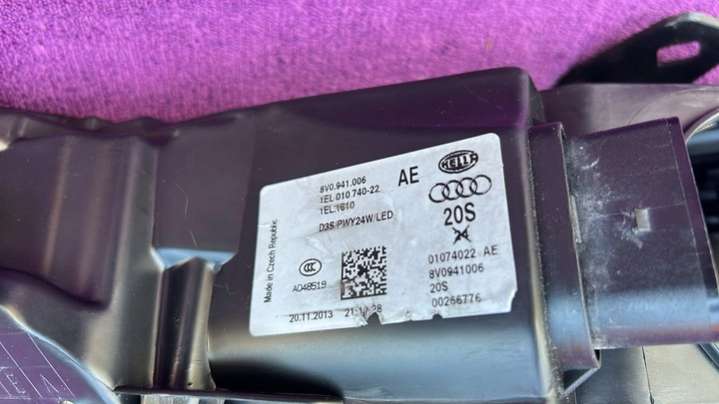 8V0.941.006 AE
1EL 010 740-22
1EL.1610
D3S/PWY24W/LED
Made in Czech Republic
A048519
20.11.2013
HELLA
20S
01074022 AE
8V0941006
20S
00266776
E A